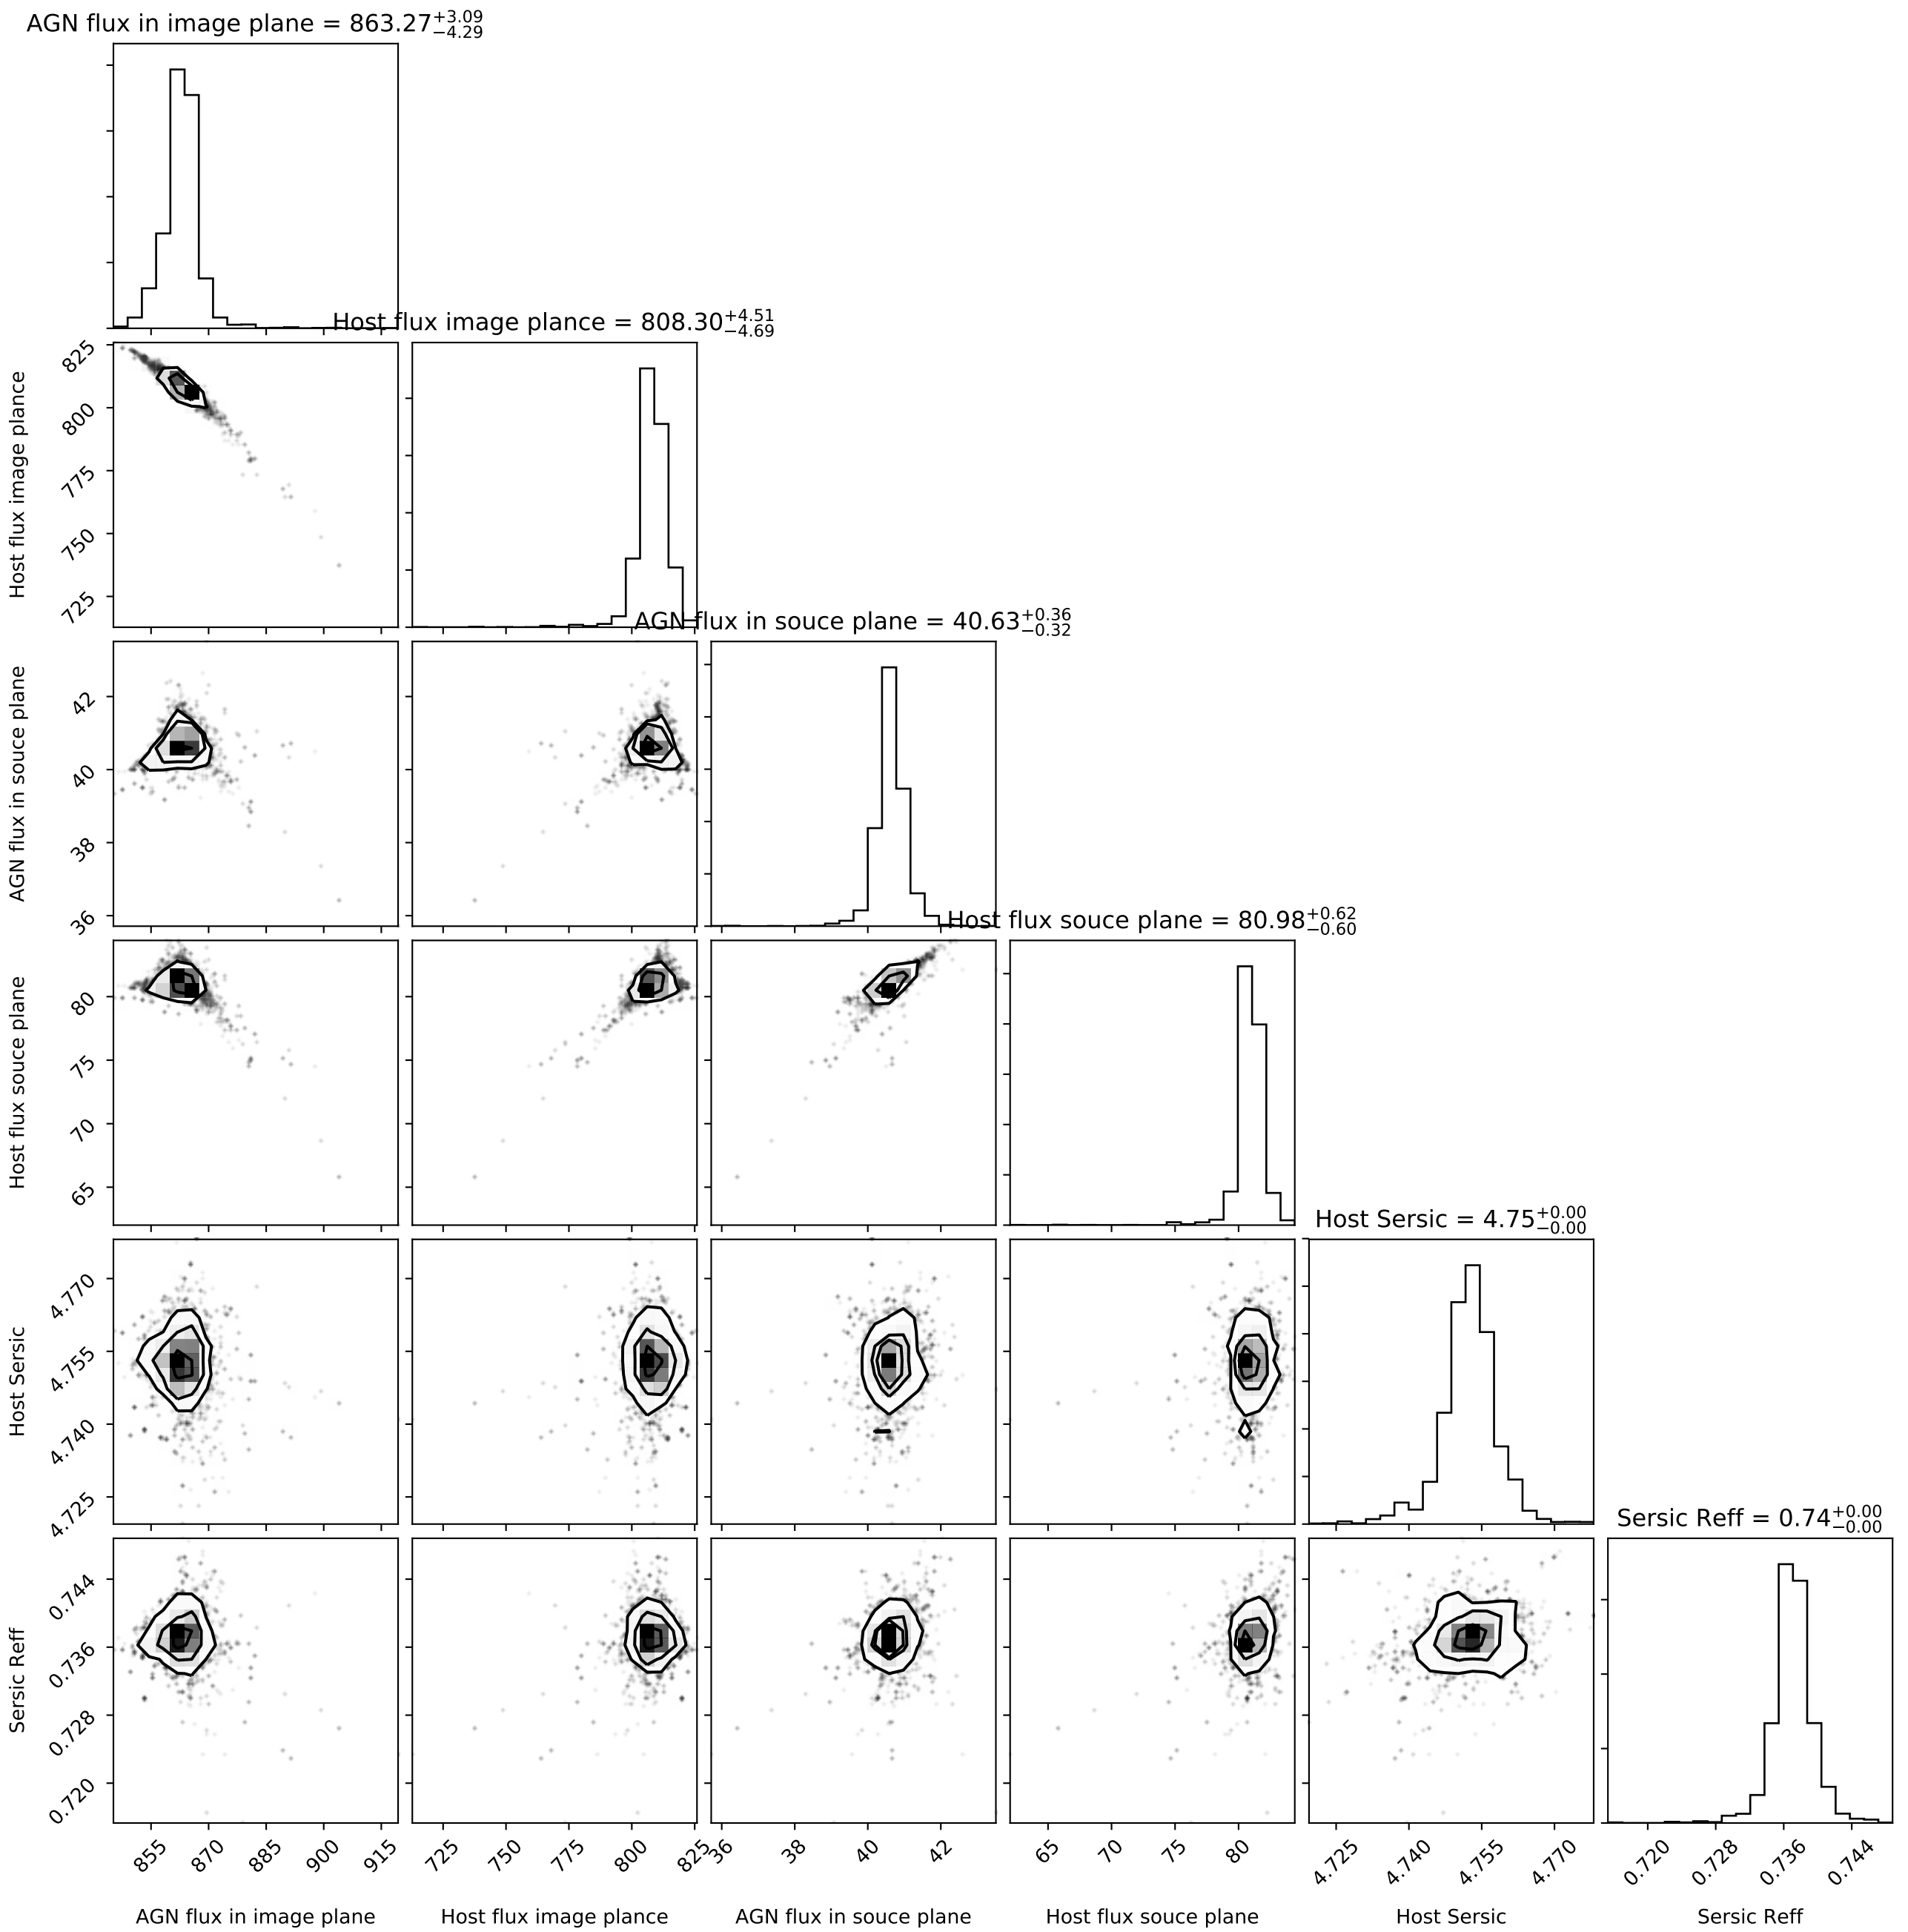 AGN flux in image plane = 863.27+3.09 −4.29
Host flux image plance = 808.30+4.51 −4.69
825
800
775
750
725
Host flux image plance
AGN flux in souce plane = 40.63+0.36 −0.32
42
40
38
36
AGN flux in souce plane
Host flux souce plane = 80.98+0.62 −0.60
80
75
70
65
Host flux souce plane
Host Sersic = 4.75+0.00 −0.00
4.770
4.755
4.740
4.725
Host Sersic
Sersic Reff = 0.74+0.00 −0.00
0.744
0.736
0.728
0.720
Sersic Reff
855 870 885 900 915 725 750 775 800 825 36 38 40 42 65 70 75 80 4.725 4.740 4.755 4.770 0.720 0.728 0.736 0.744
AGN flux in image plane Host flux image plance AGN flux in souce plane Host flux souce plane Host Sersic Sersic Reff